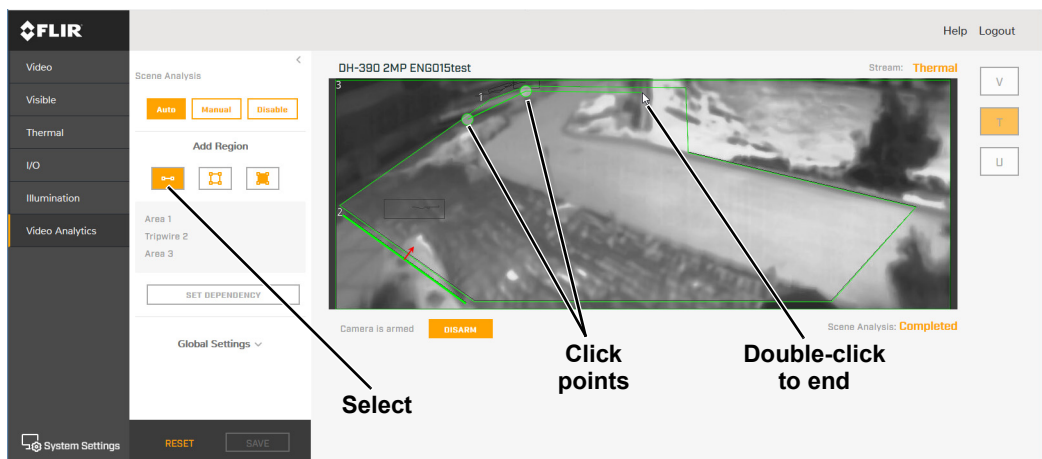 FLIR
Help Logout
Video
Visible
Thermal
I/O
Illumination
Video Analytics
System Settings
<
Scene Analysis
Auto Manual Disable
Add Region
Area 1
Tripwire 2
Area 3
SET DEPENDENCY
Global Settings
RESET SAVE
DH-390 2MP ENG015test
Stream: Thermal
3
1
2
V
T
U
Camera is armed DISARM
Scene Analysis: Completed
Select
Click
points
Double-click
to end